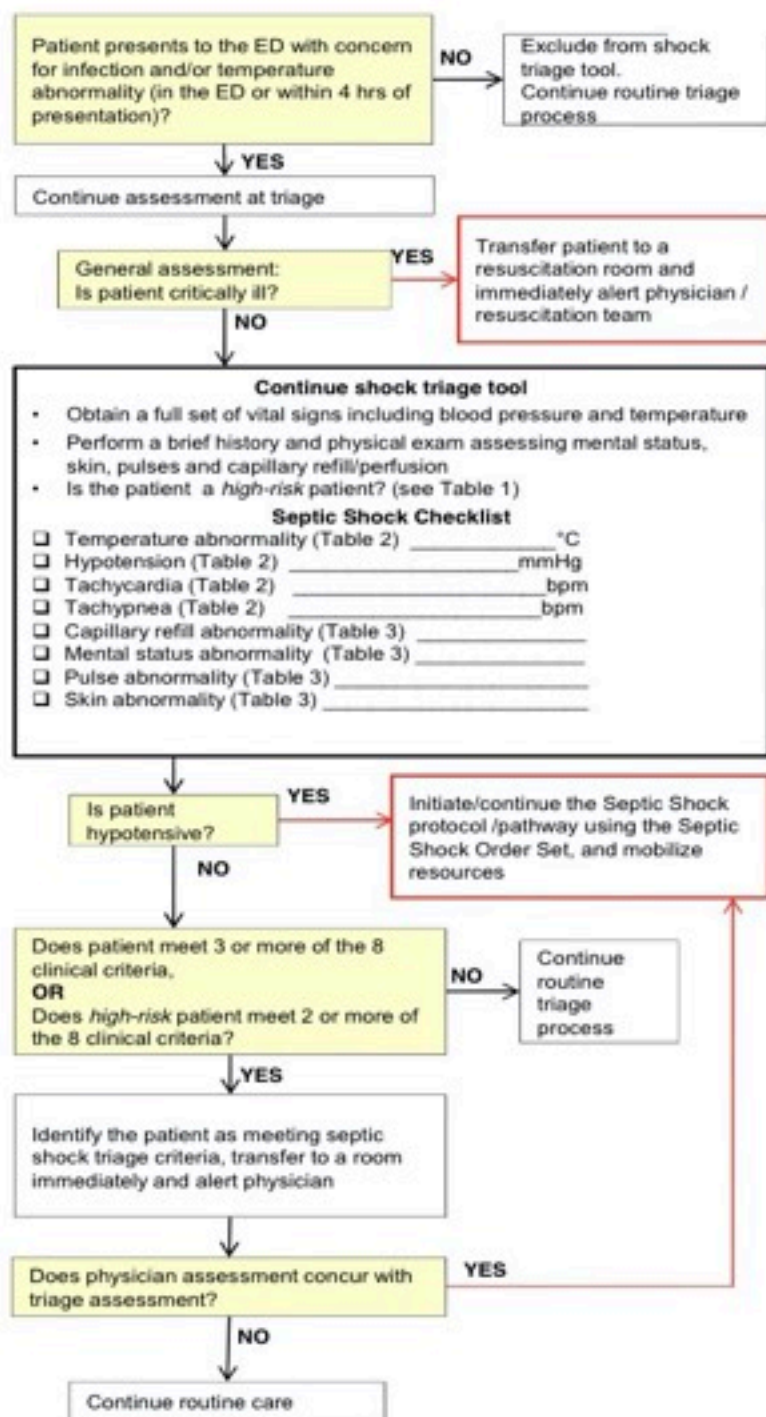 Patient presents to the ED with concern
for infection and/or temperature
abnormality (in the ED or within 4 hrs of
presentation)?
NO
Exclude from shock
triage tool.
Continue routine triage
process
YES
Continue assessment at triage
General assessment:
Is patient critically ill?
YES
Transfer patient to a
resuscitation room and
immediately alert physician /
resuscitation team
NO
Continue shock triage tool
• Obtain a full set of vital signs including blood pressure and temperature
• Perform a brief history and physical exam assessing mental status,
skin, pulses and capillary refill/perfusion
• Is the patient a high-risk patient? (see Table 1)
Septic Shock Checklist
❑ Temperature abnormality (Table 2) ____________°C
❑ Hypotension (Table 2) ___________________mmHg
❑ Tachycardia (Table 2) _____________________bpm
❑ Tachypnea (Table 2) _____________________bpm
❑ Capillary refill abnormality (Table 3) ______________
❑ Mental status abnormality (Table 3) ______________
❑ Pulse abnormality (Table 3) _____________________
❑ Skin abnormality (Table 3) ______________________
Is patient
hypotensive?
YES
Initiate/continue the Septic Shock
protocol /pathway using the Septic
Shock Order Set, and mobilize
resources
NO
Does patient meet 3 or more of the 8
clinical criteria,
OR
Does high-risk patient meet 2 or more of
the 8 clinical criteria?
NO
Continue
routine
triage
process
YES
Identify the patient as meeting septic
shock triage criteria, transfer to a room
immediately and alert physician
Does physician assessment concur with
triage assessment?
YES
NO
Continue routine care